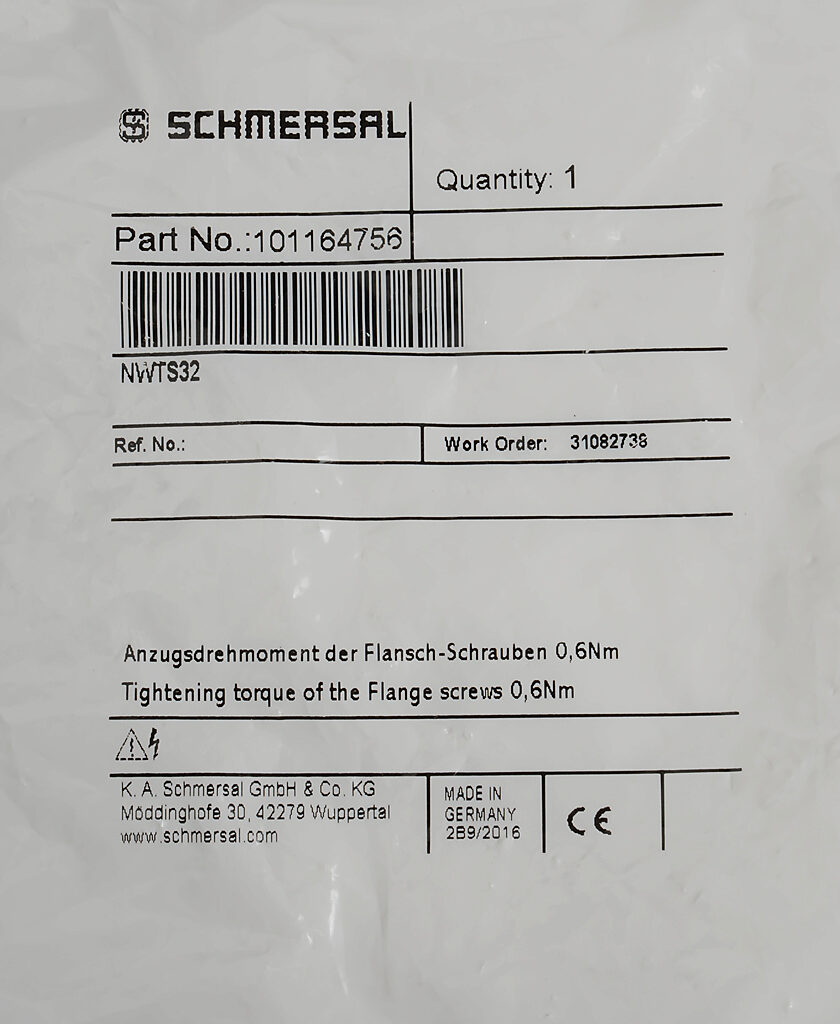 SCHMERSAL
Quantity: 1
Part No.:101164756
NWTS32
Ref. No.:
Work Order: 31082738
Anzugsdrehmoment der Flansch-Schrauben 0,6Nm
Tightening torque of the Flange screws 0,6Nm
K. A. Schmersal GmbH & Co. KG
Möddinghofe 30, 42279 Wuppertal
www.schmersal.com
MADE IN
GERMANY
2B9/2016
CE